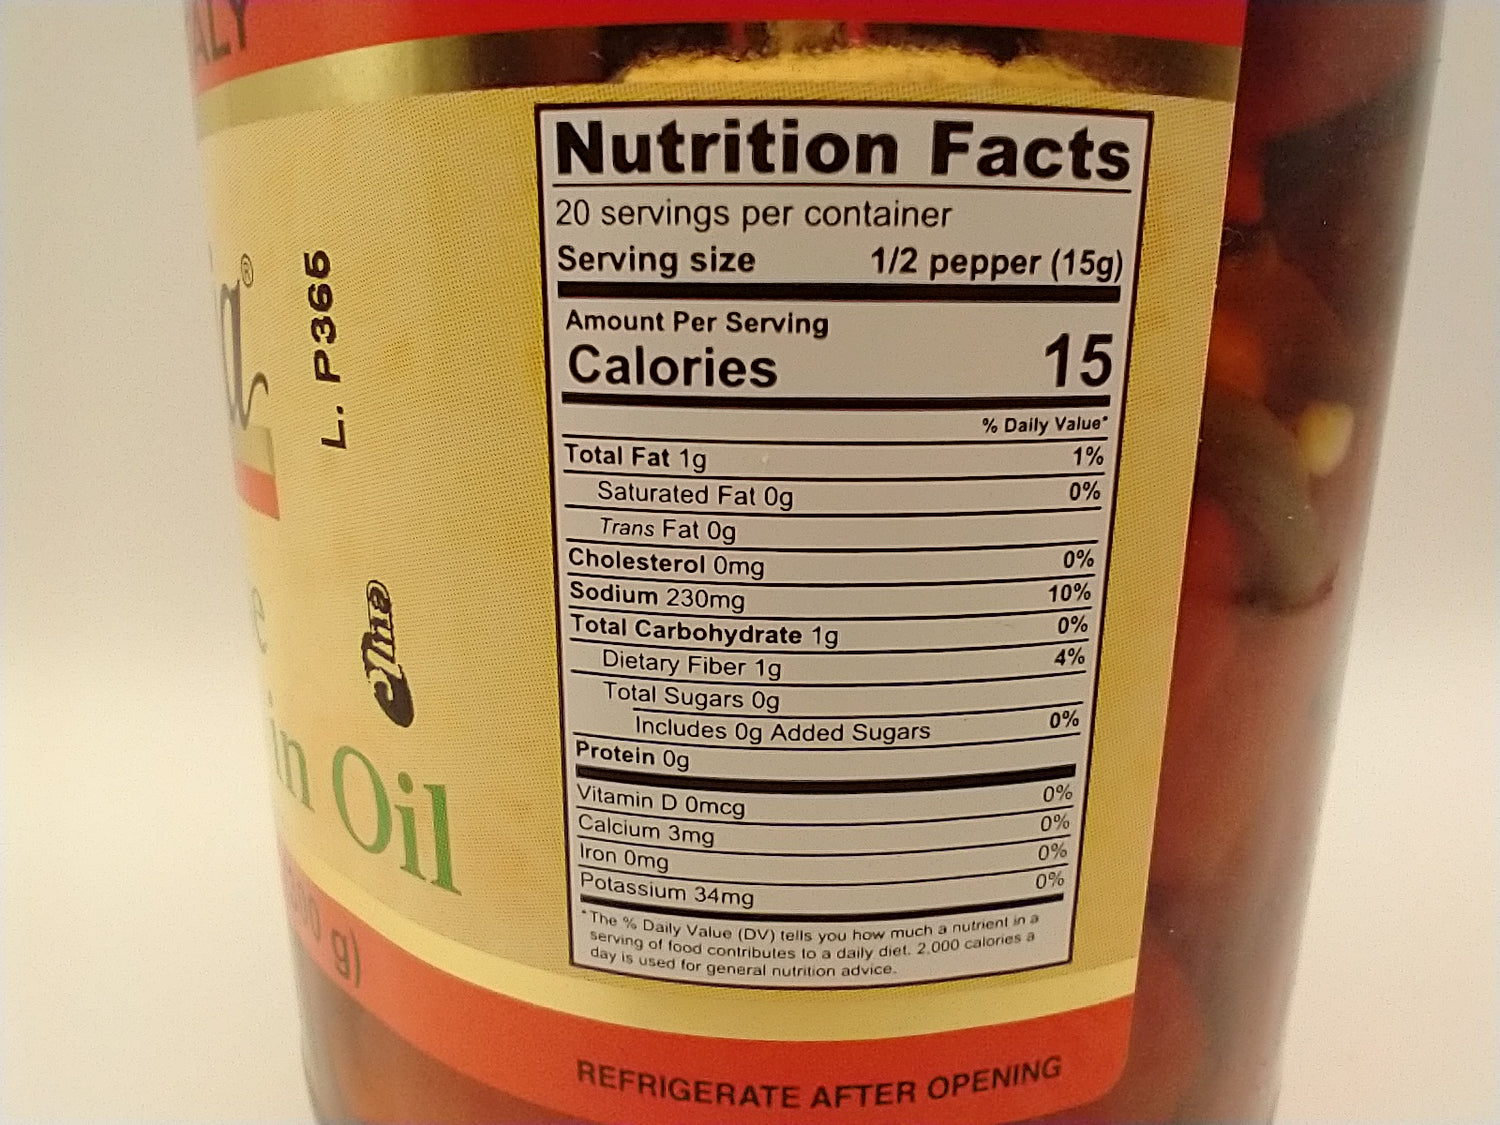 ALY
®
a
L. P365
in Oil
g)
Nutrition Facts
20 servings per container
Serving size 1/2 pepper (15g)
Amount Per Serving
Calories 15
% Daily Value*
Total Fat 1g 1%
Saturated Fat 0g 0%
Trans Fat 0g
Cholesterol 0mg 0%
Sodium 230mg 10%
Total Carbohydrate 1g 0%
Dietary Fiber 1g 4%
Total Sugars 0g
Includes 0g Added Sugars 0%
Protein 0g
Vitamin D 0mcg 0%
Calcium 3mg 0%
Iron 0mg 0%
Potassium 34mg 0%
*The % Daily Value (DV) tells you how much a nutrient in a
serving of food contributes to a daily diet. 2,000 calories a
day is used for general nutrition advice.
REFRIGERATE AFTER OPENING